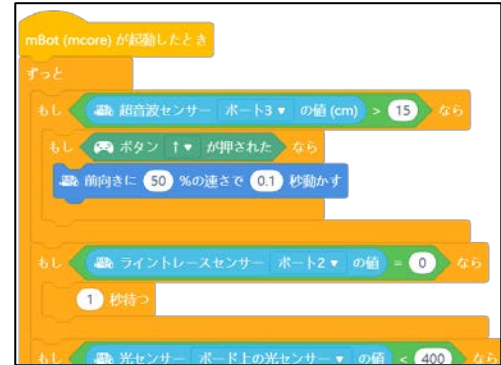 mBot (mcore) が起動したとき
ずっと
もし 超音波センサー ポート3 ▼ の値 (cm) > 15 なら
もし ボタン ↑ ▼ が押された なら
前向きに 50 %の速さで 0.1 秒動かす
もし ライントレースセンサー ポート2 ▼ の値 = 0 なら
1 秒待つ
もし 光センサー ボード上の光センサー ▼ の値 < 400 なら